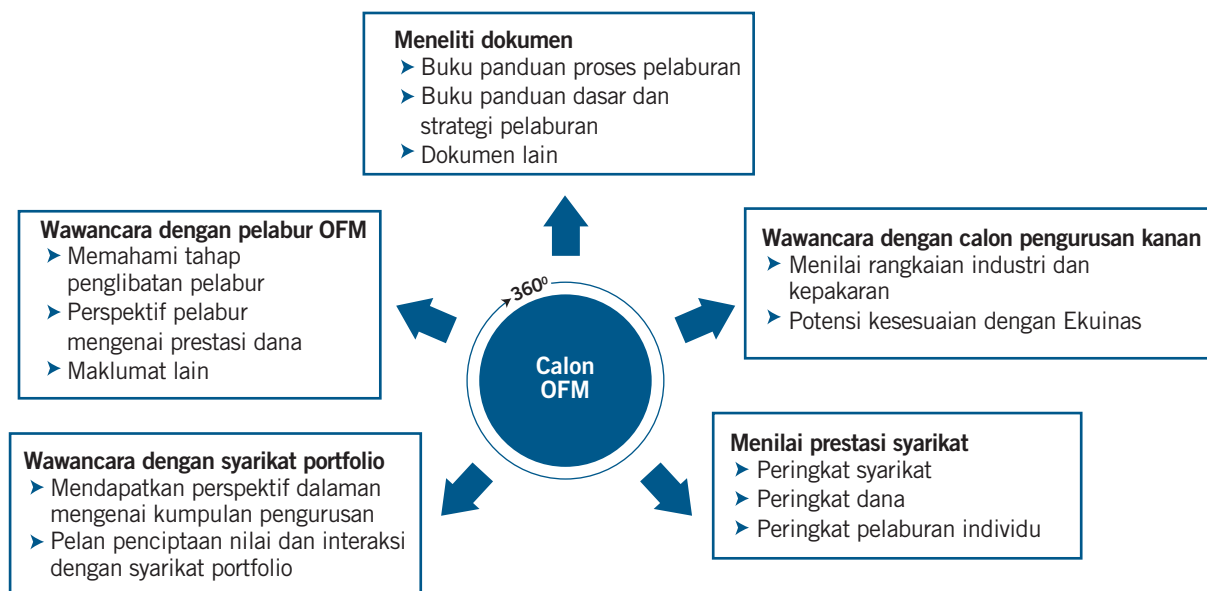 Meneliti dokumen
➤ Buku panduan proses pelaburan
➤ Buku panduan dasar dan
strategi pelaburan
➤ Dokumen lain
Wawancara dengan pelabur OFM
➤ Memahami tahap
penglibatan pelabur
➤ Perspektif pelabur
mengenai prestasi dana
➤ Maklumat lain
Wawancara dengan calon pengurusan kanan
➤ Menilai rangkaian industri dan
kepakaran
➤ Potensi kesesuaian dengan Ekuinas
360⁰
Calon
OFM
Wawancara dengan syarikat portfolio
➤ Mendapatkan perspektif dalaman
mengenai kumpulan pengurusan
➤ Pelan penciptaan nilai dan interaksi
dengan syarikat portfolio
Menilai prestasi syarikat
➤ Peringkat syarikat
➤ Peringkat dana
➤ Peringkat pelaburan individu